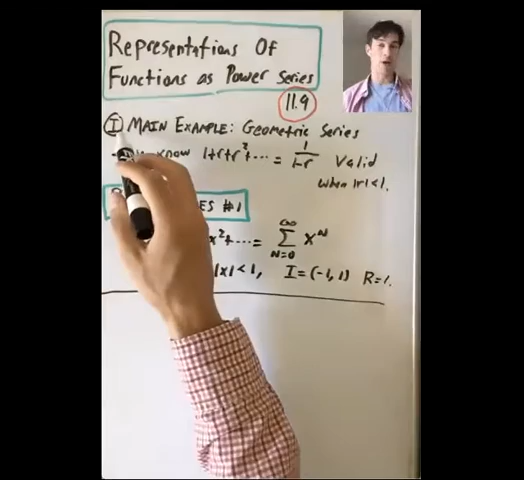 Representations Of
Functions as Power Series
11.9
I MAIN EXAMPLE: Geometric Series
know 1+r+r²+... = 1/1-r Valid
when |r|<1.
ES #1
x²+... = ∞ Σ N=0 x^N
|x|<1, I=(-1,1) R=1.